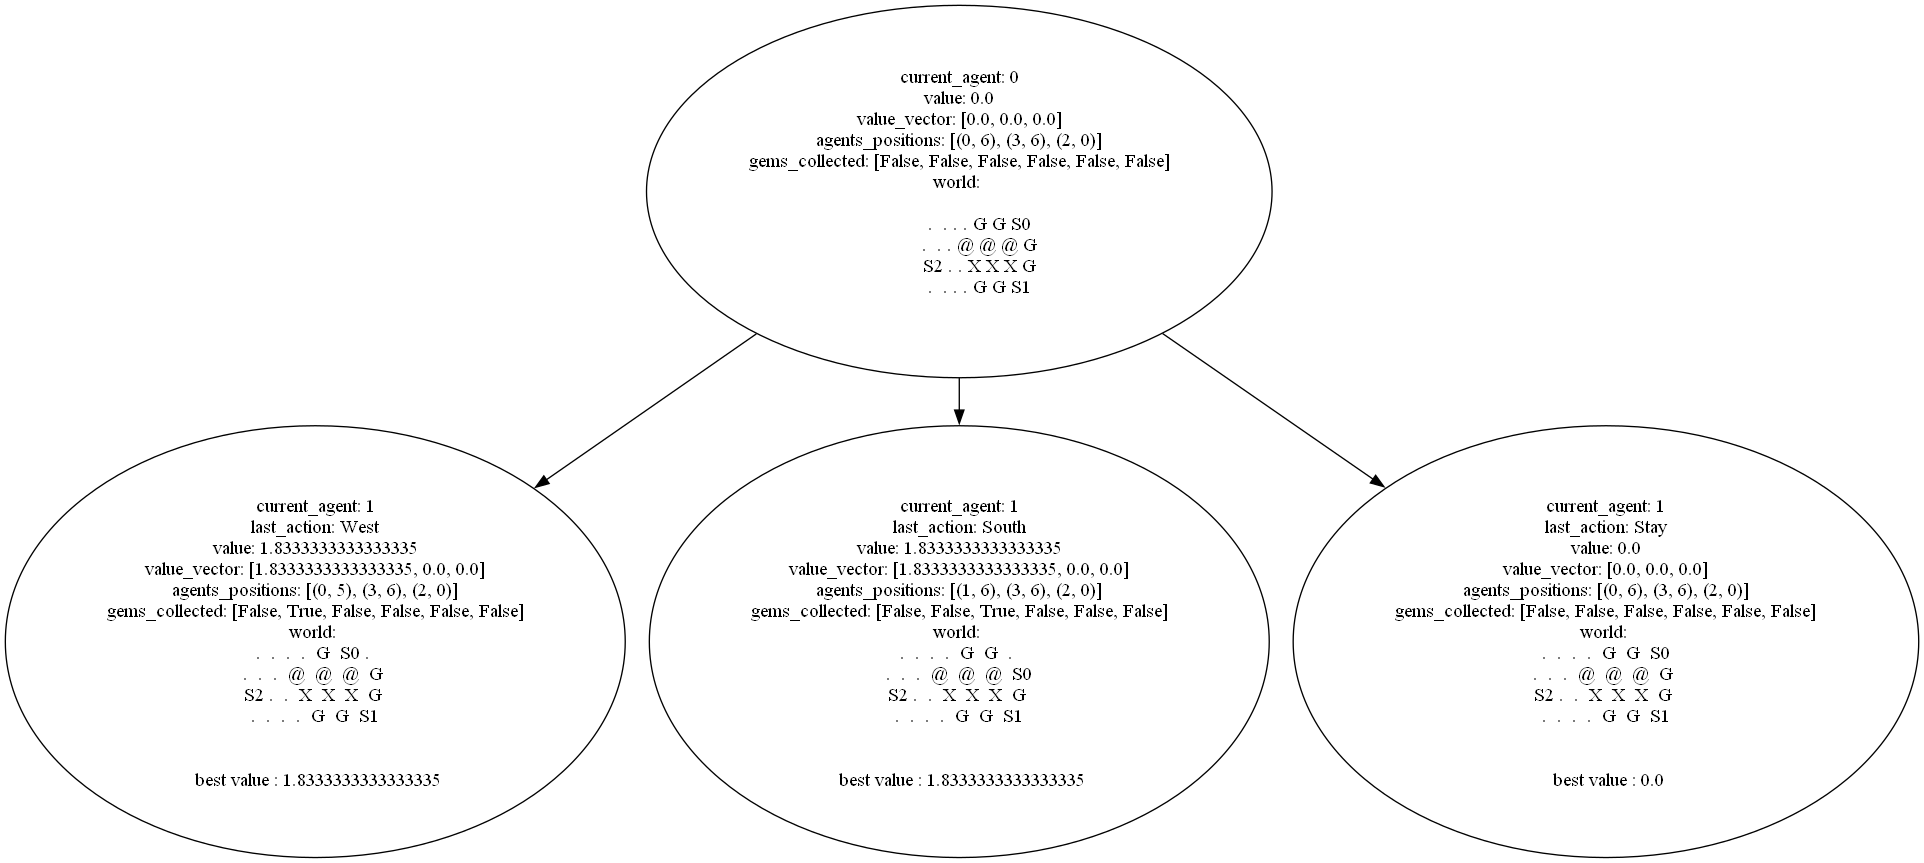 current_agent: 0
value: 0.0
value_vector: [0.0, 0.0, 0.0]
agents_positions: [(0, 6), (3, 6), (2, 0)]
gems_collected: [False, False, False, False, False, False]
world:
. . . . G G S0
. . . @ @ @ G
S2 . . X X X G
. . . . G G S1
current_agent: 1
last_action: West
value: 1.8333333333333335
value_vector: [1.8333333333333335, 0.0, 0.0]
agents_positions: [(0, 5), (3, 6), (2, 0)]
gems_collected: [False, True, False, False, False, False]
world:
. . . . G S0 .
. . . @ @ @ G
S2 . . X X X G
. . . . G G S1
best value : 1.8333333333333335
current_agent: 1
last_action: South
value: 1.8333333333333335
value_vector: [1.8333333333333335, 0.0, 0.0]
agents_positions: [(1, 6), (3, 6), (2, 0)]
gems_collected: [False, False, True, False, False, False]
world:
. . . . G G .
. . . @ @ @ S0
S2 . . X X X G
. . . . G G S1
best value : 1.8333333333333335
current_agent: 1
last_action: Stay
value: 0.0
value_vector: [0.0, 0.0, 0.0]
agents_positions: [(0, 6), (3, 6), (2, 0)]
gems_collected: [False, False, False, False, False, False]
world:
. . . . G G S0
. . . @ @ @ G
S2 . . X X X G
. . . . G G S1
best value : 0.0